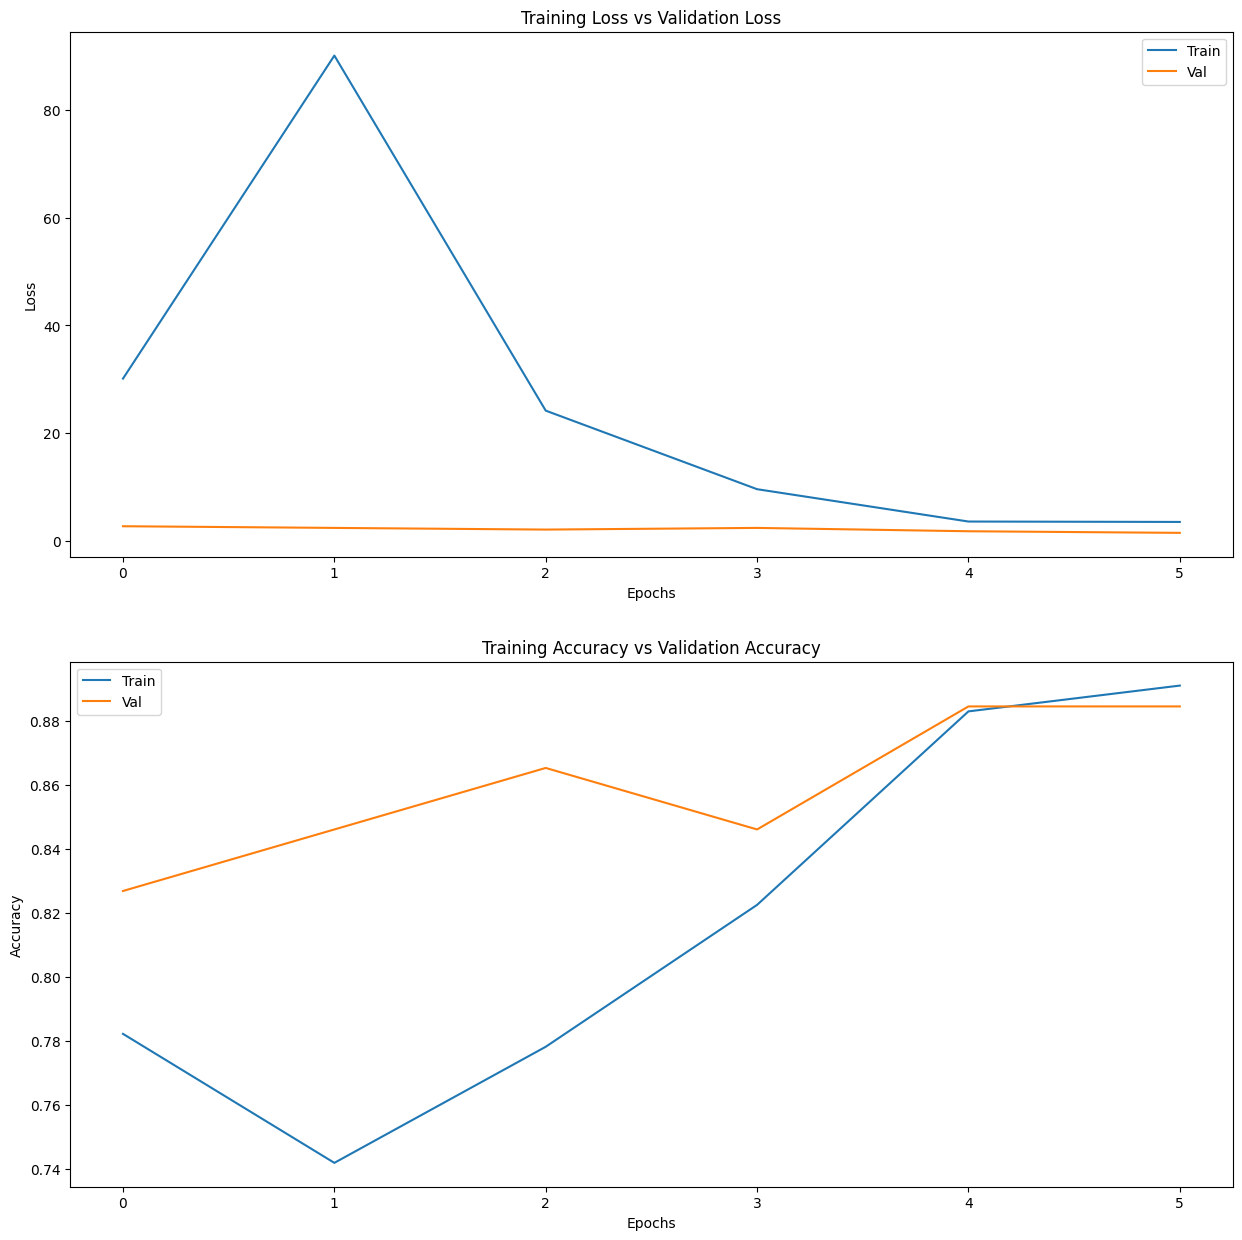 Training Loss vs Validation Loss
Train
Val
80
60
40
20
0
Loss
0 1 2 3 4 5
Epochs
Training Accuracy vs Validation Accuracy
Train
Val
0.88
0.86
0.84
0.82
0.80
0.78
0.76
0.74
Accuracy
0 1 2 3 4 5
Epochs